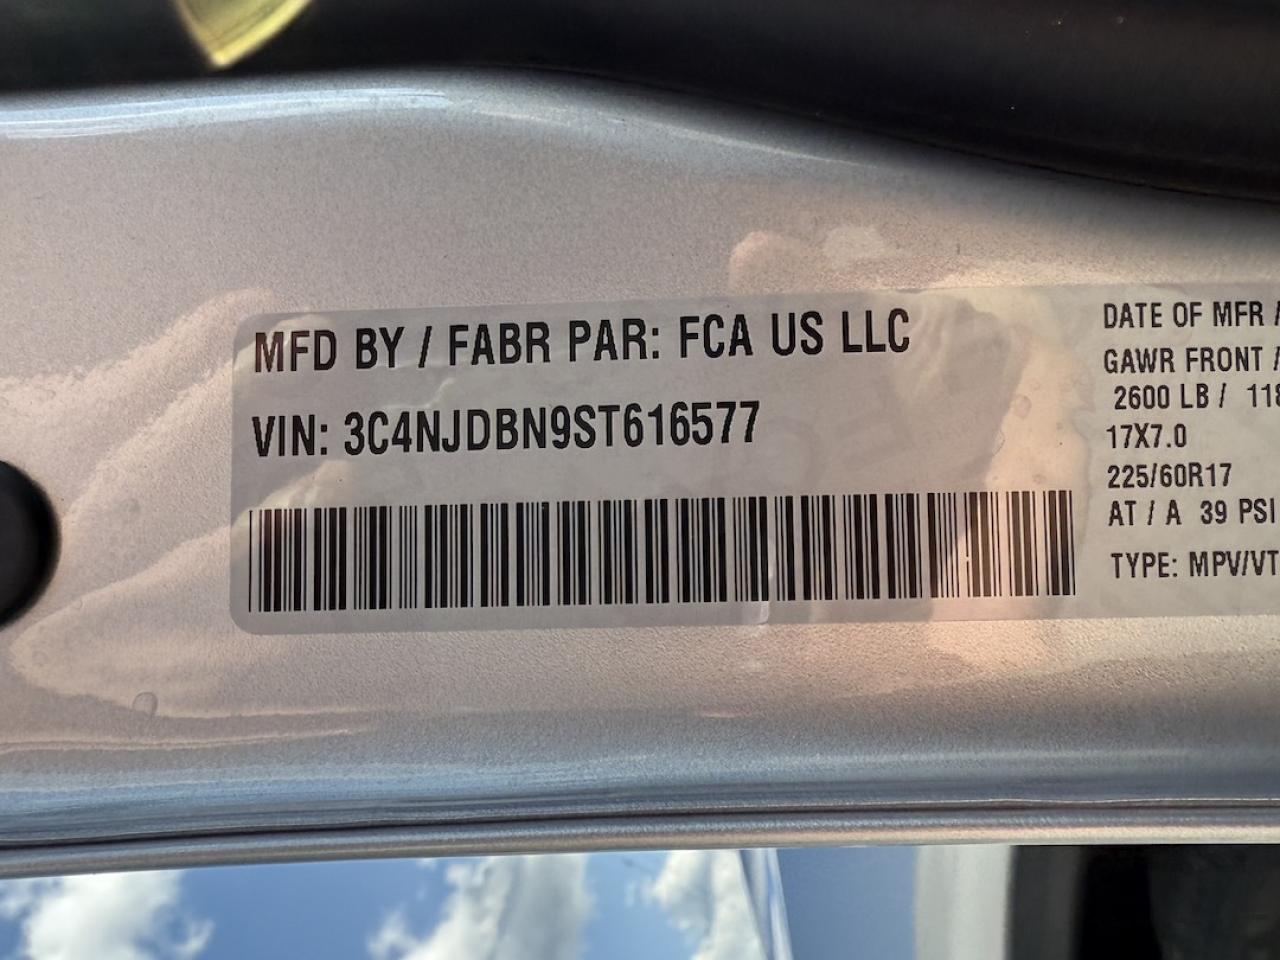 MFD BY / FABR PAR: FCA US LLC
VIN: 3C4NJDBN9ST616577
DATE OF MFR /
GAWR FRONT /
2600 LB / 118
17X7.0
225/60R17
AT / A 39 PSI
TYPE: MPV/VT